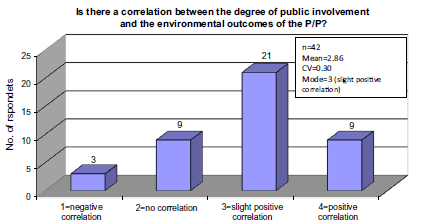 Is there a correlation between the degree of public involvement
and the environmental outcomes of the P/P?
n=42
Mean=2.86
CV=0.30
Mode=3 (slight positive
correlation)
No. of rspondets
25
20
15
10
5
0
3
9
21
9
1=negative
correlation
2=no correlation
3=slight positive
correlation
4=positive
correlation